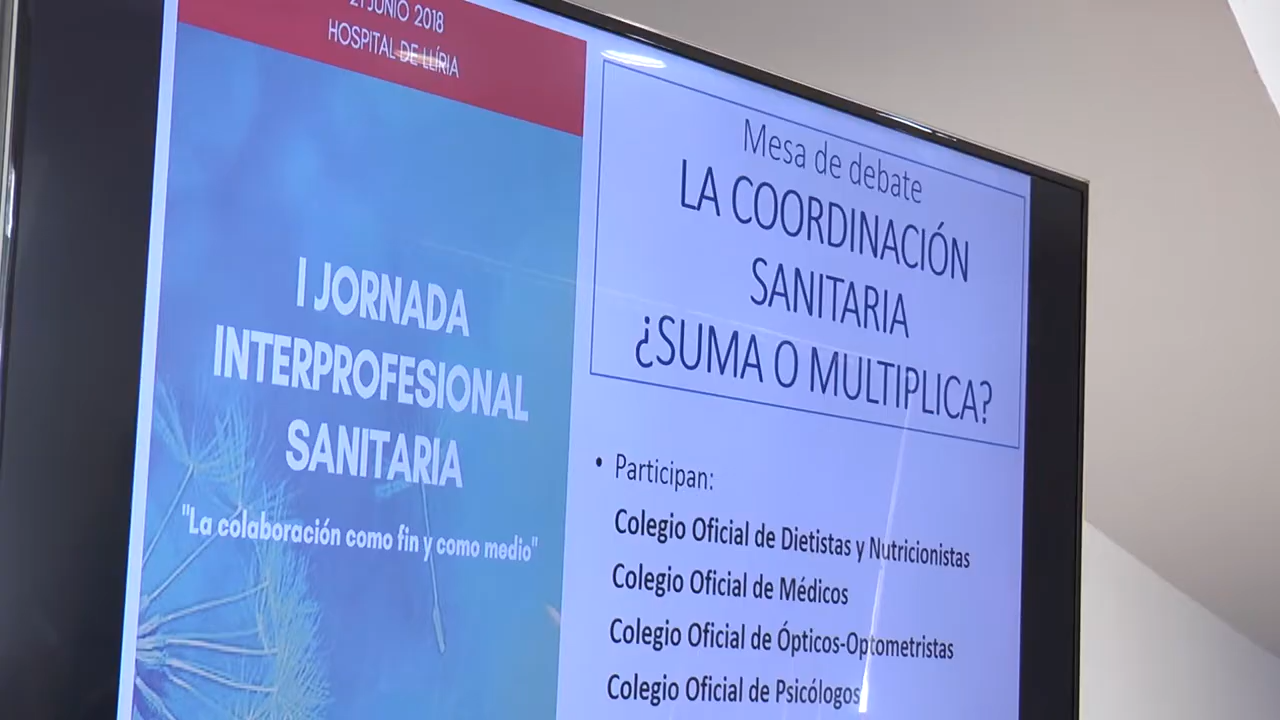 21 JUNIO 2018
HOSPITAL DE LLÍRIA
I JORNADA
INTERPROFESIONAL
SANITARIA
"La colaboración como fin y como medio"
Mesa de debate
LA COORDINACIÓN
SANITARIA
¿SUMA O MULTIPLICA?
• Participan:
Colegio Oficial de Dietistas y Nutricionistas
Colegio Oficial de Médicos
Colegio Oficial de Ópticos-Optometristas
Colegio Oficial de Psicólogos